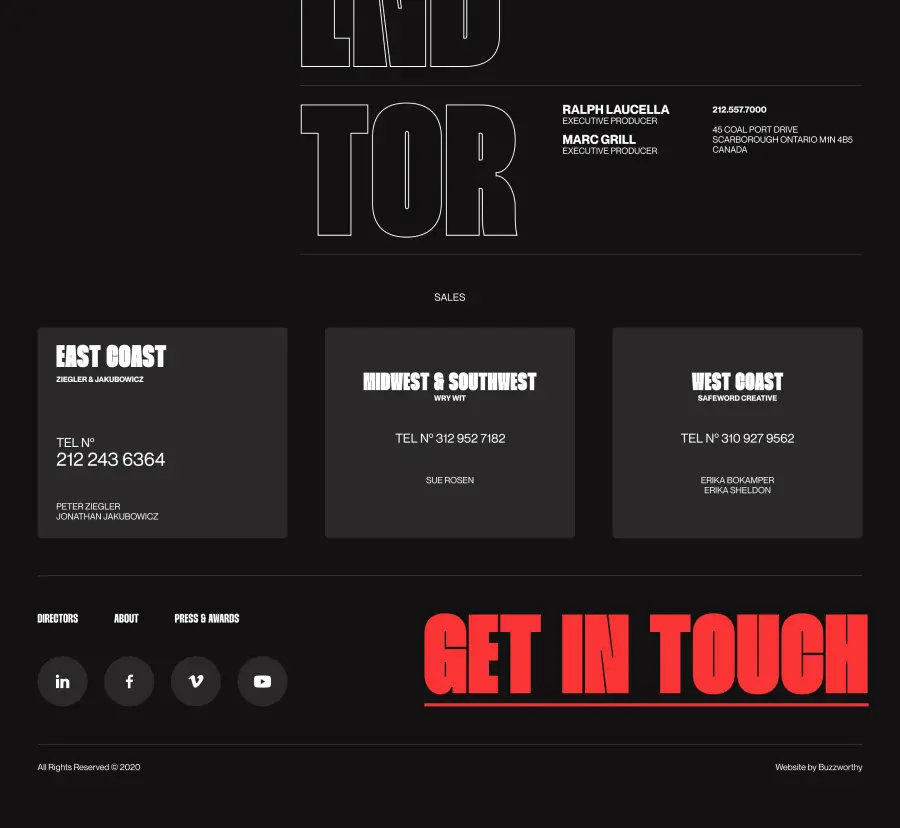 END
TOR
RALPH LAUCELLA
EXECUTIVE PRODUCER
MARC GRILL
EXECUTIVE PRODUCER
212.557.7000
45 COAL PORT DRIVE
SCARBOROUGH ONTARIO M1N 4B5
CANADA
SALES
EAST COAST
ZIEGLER & JAKUBOWICZ
TEL Nº
212 243 6364
PETER ZIEGLER
JONATHAN JAKUBOWICZ
MIDWEST & SOUTHWEST
WRY WIT
TEL Nº 312 952 7182
SUE ROSEN
WEST COAST
SAFEWORD CREATIVE
TEL Nº 310 927 9562
ERIKA BOKAMPER
ERIKA SHELDON
DIRECTORS ABOUT PRESS & AWARDS
in f v
GET IN TOUCH
All Rights Reserved © 2020
Website by Buzzworthy